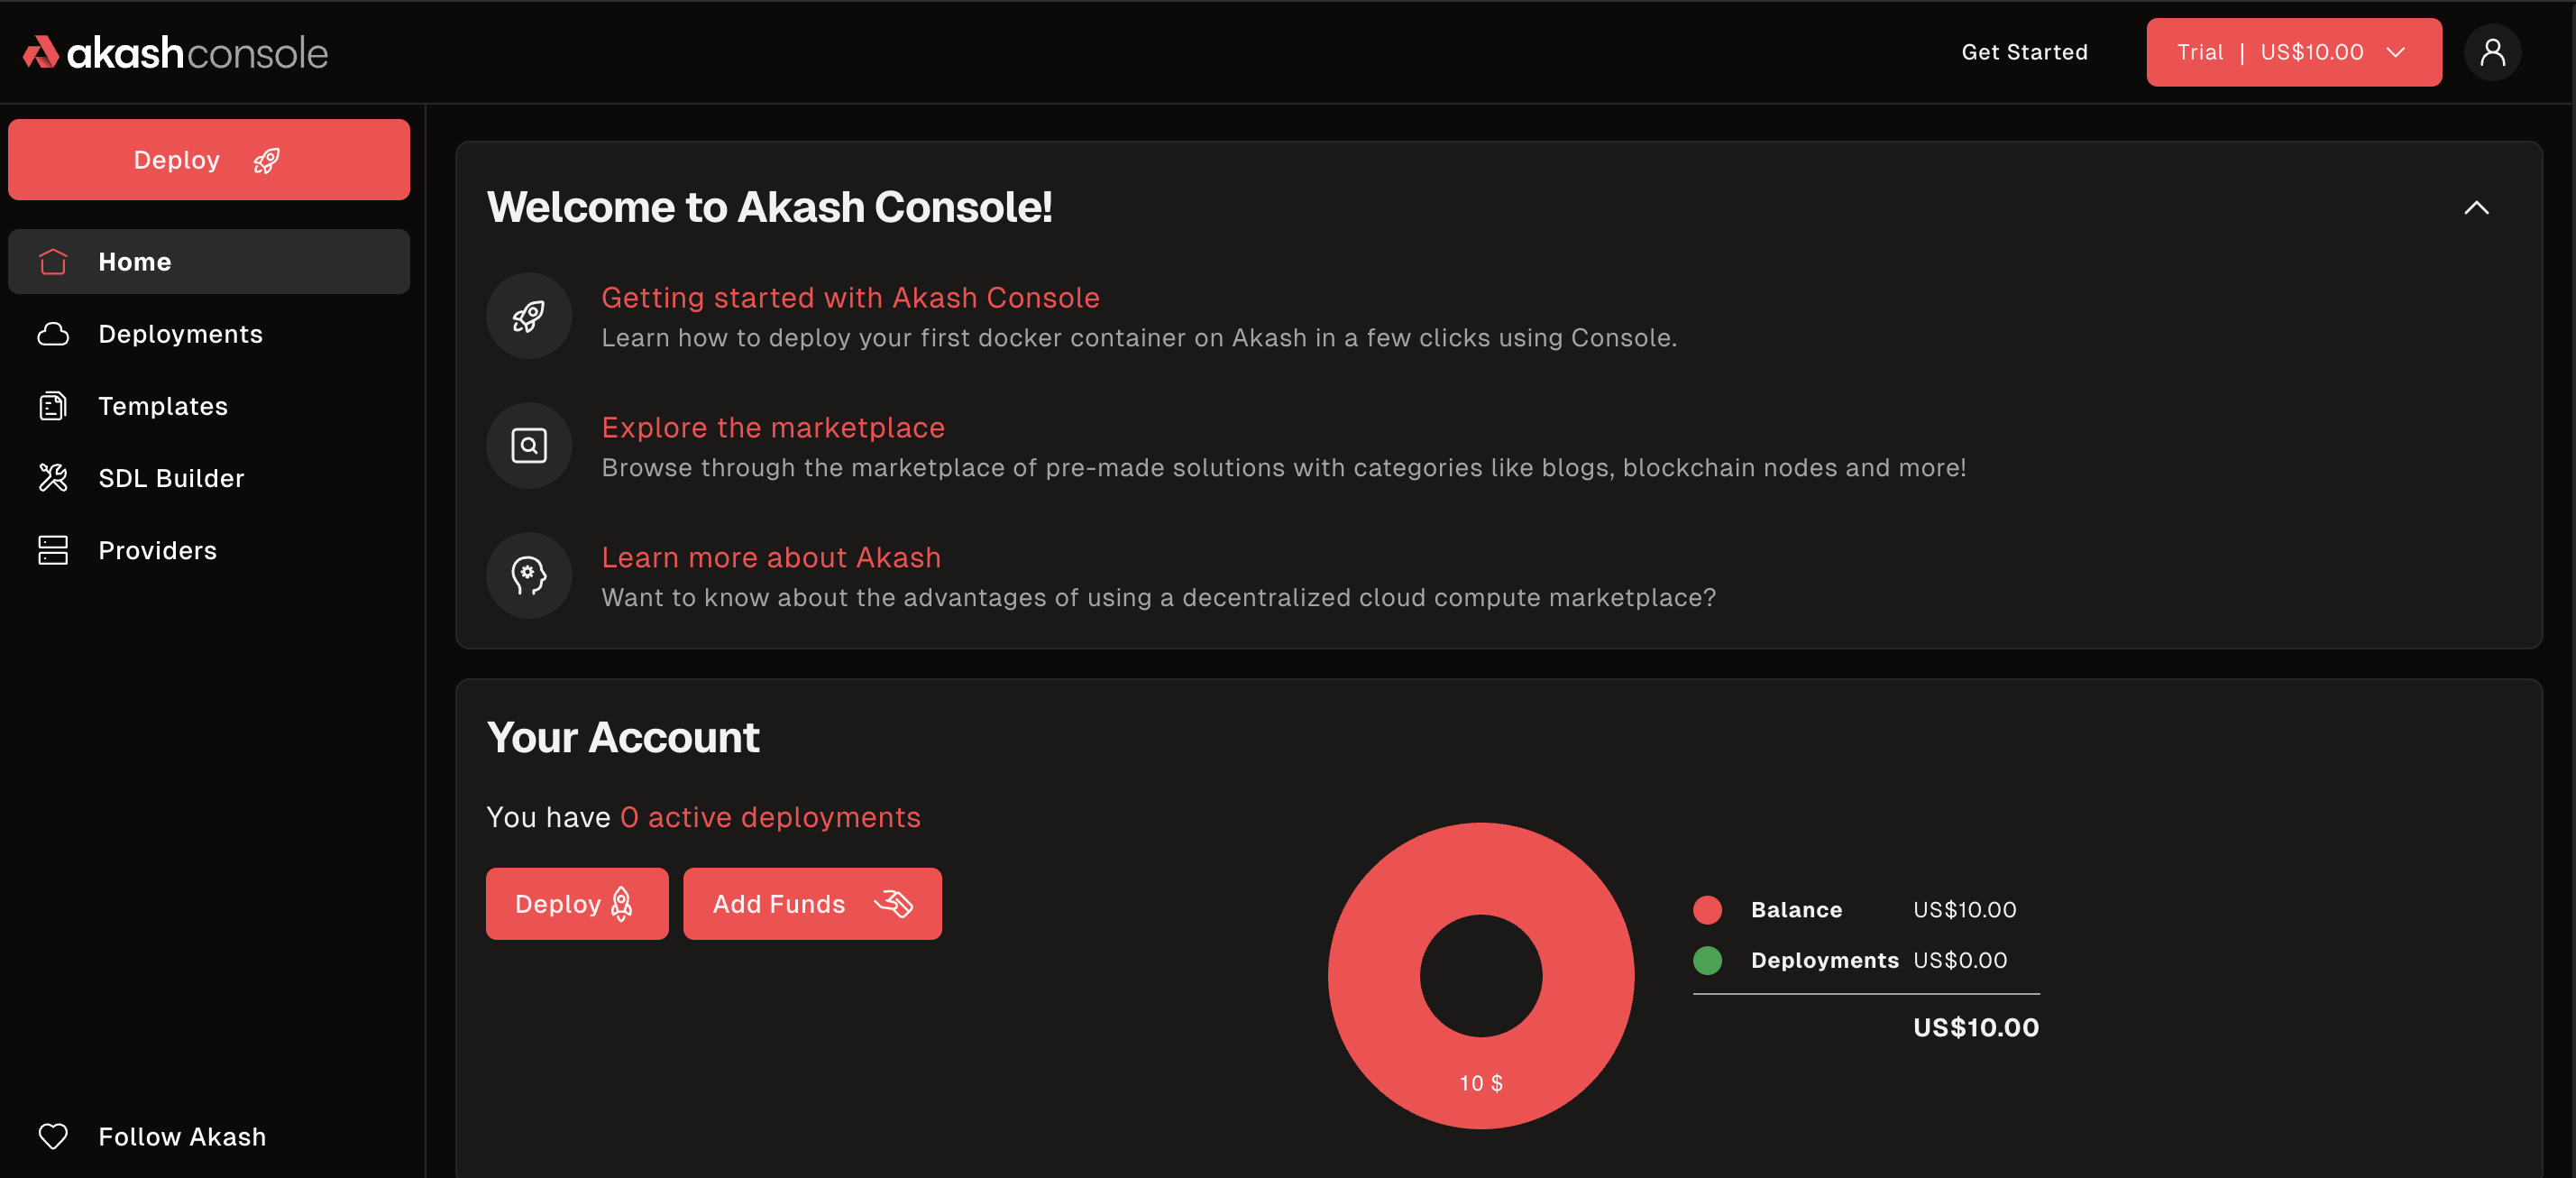 akashconsole
Get Started
Trial | US$10.00
Deploy
Home
Deployments
Templates
SDL Builder
Providers
Follow Akash
Welcome to Akash Console!
Getting started with Akash Console
Learn how to deploy your first docker container on Akash in a few clicks using Console.
Explore the marketplace
Browse through the marketplace of pre-made solutions with categories like blogs, blockchain nodes and more!
Learn more about Akash
Want to know about the advantages of using a decentralized cloud compute marketplace?
Your Account
You have 0 active deployments
Deploy
Add Funds
10 $
Balance US$10.00
Deployments US$0.00
US$10.00